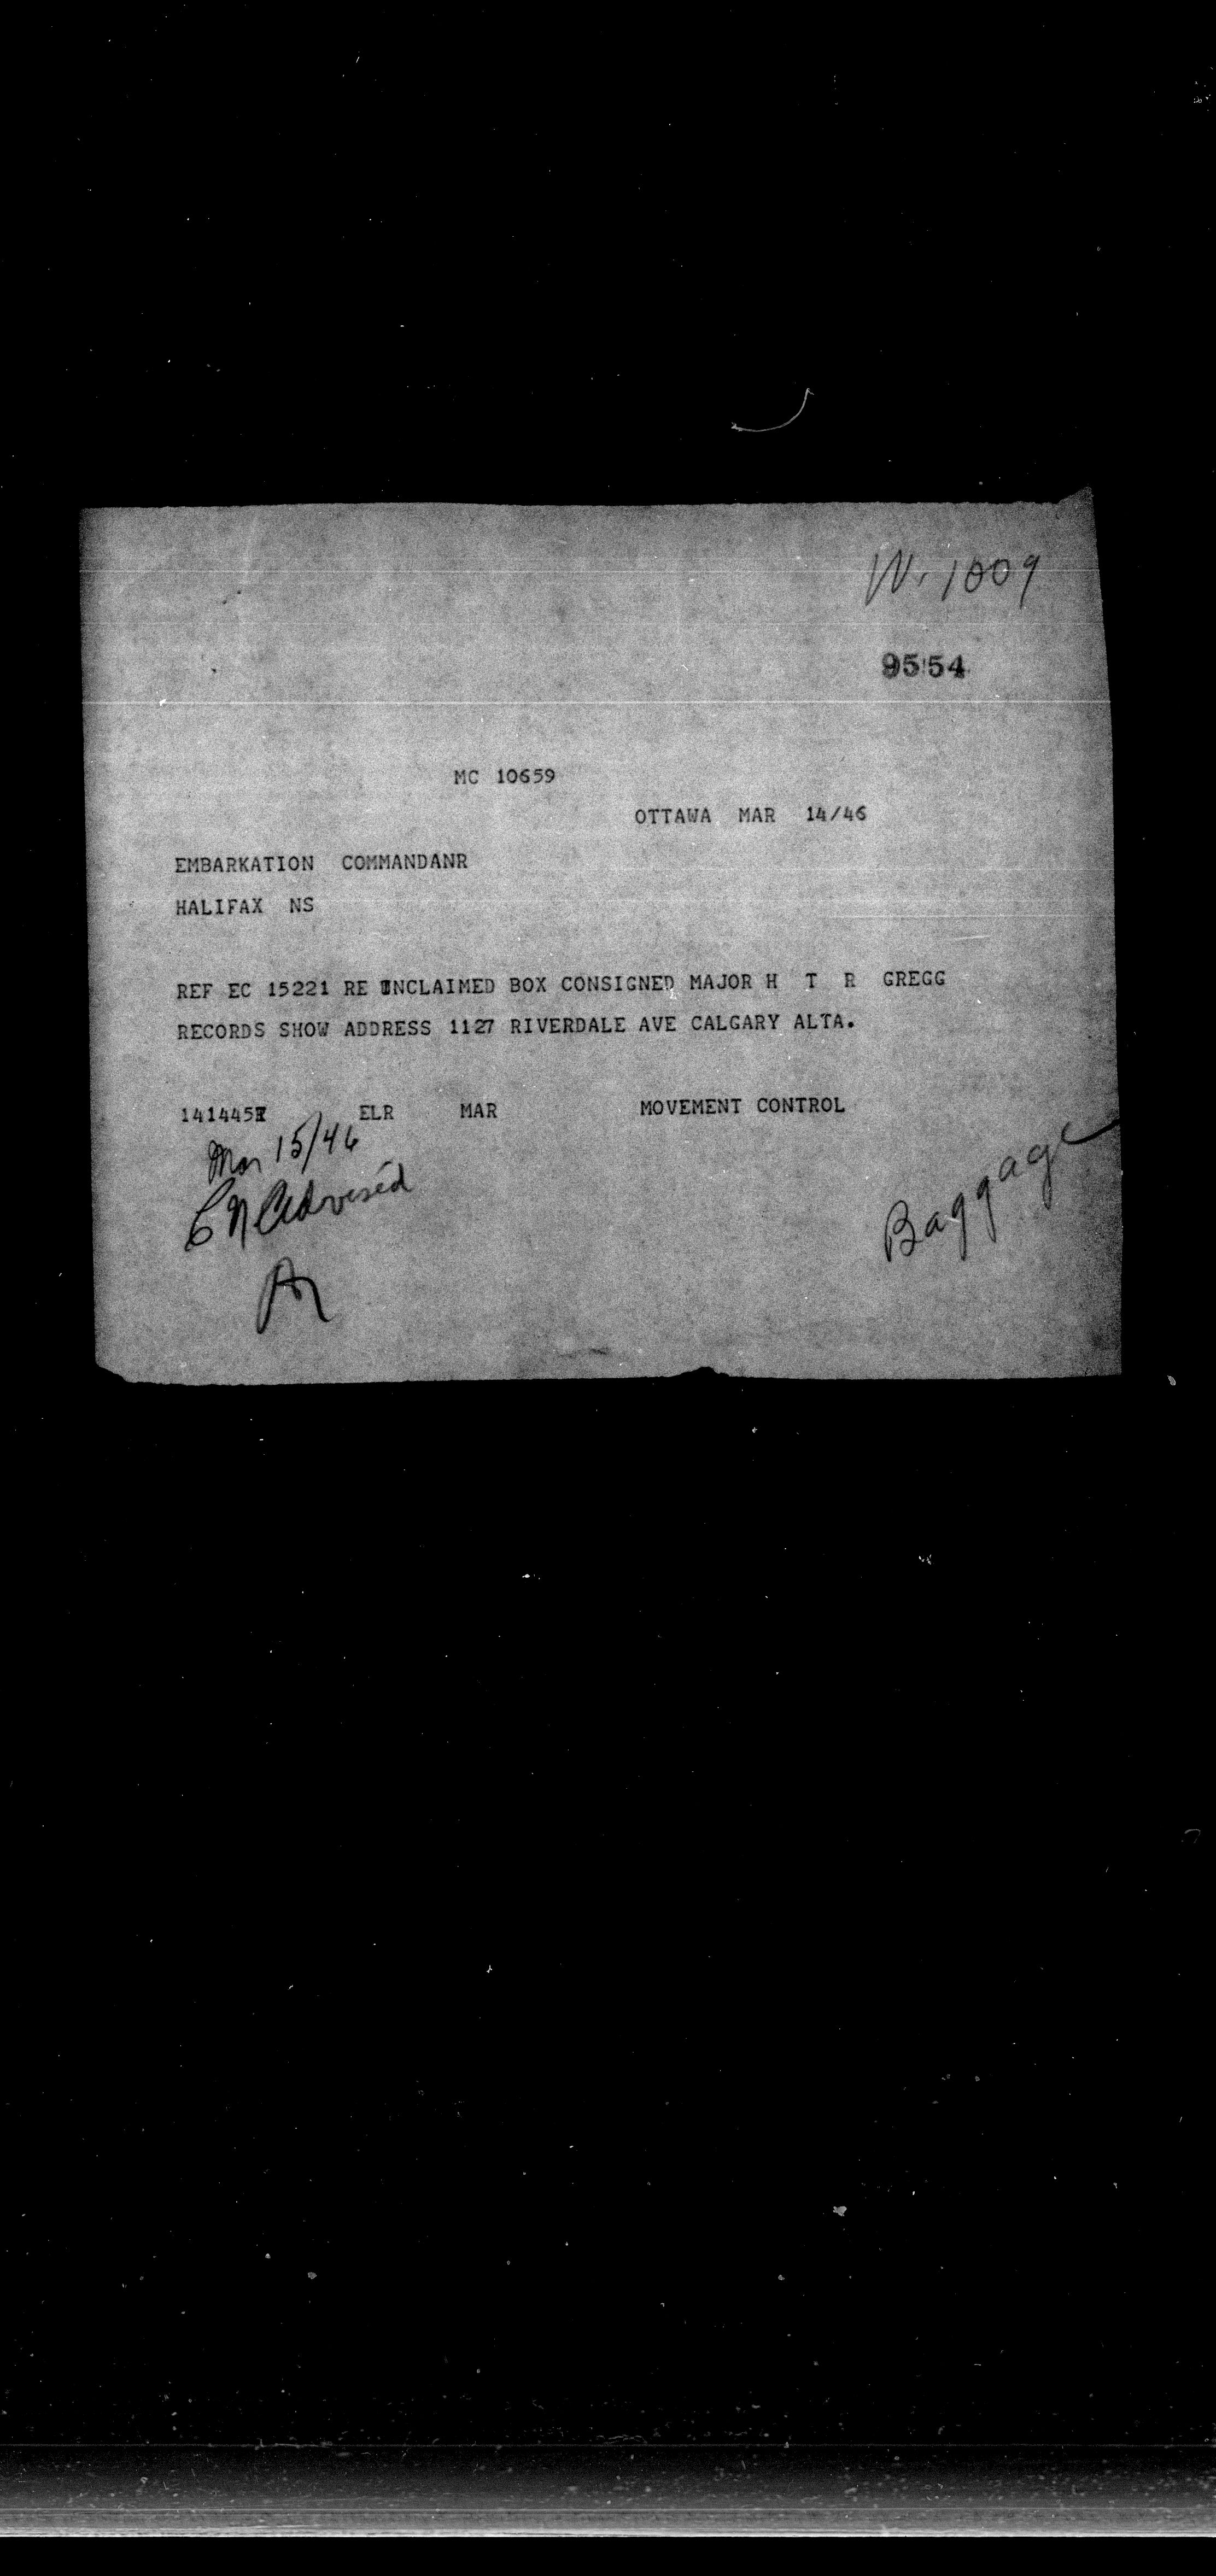 W. 1009
9554
MC 10659
OTTAWA MAR 14/46
EMBARKATION COMMANDANR
HALIFAX NS
REF EC 15221 RE UNCLAIMED BOX CONSIGNED MAJOR H T R GREGG
RECORDS SHOW ADDRESS 1127 RIVERDALE AVE CALGARY ALTA.
141445Z ELR MAR MOVEMENT CONTROL
Mar 15/46
CN Advised
Baggage